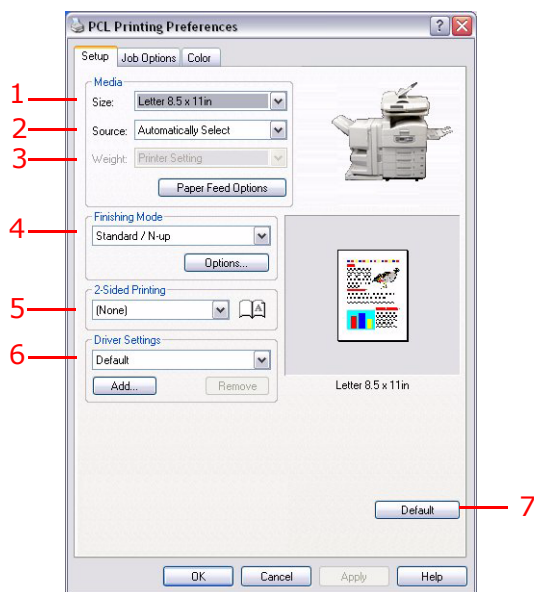 PCL Printing Preferences
Setup Job Options Color
Media
1 Size: Letter 8.5 x 11in
2 Source: Automatically Select
3 Weight: Printer Setting
Paper Feed Options
Finishing Mode
4 Standard / N-up
Options...
2-Sided Printing
5 (None) A
Driver Settings
6 Default
Add... Remove
Letter 8.5 x 11in
Default 7
OK Cancel Apply Help